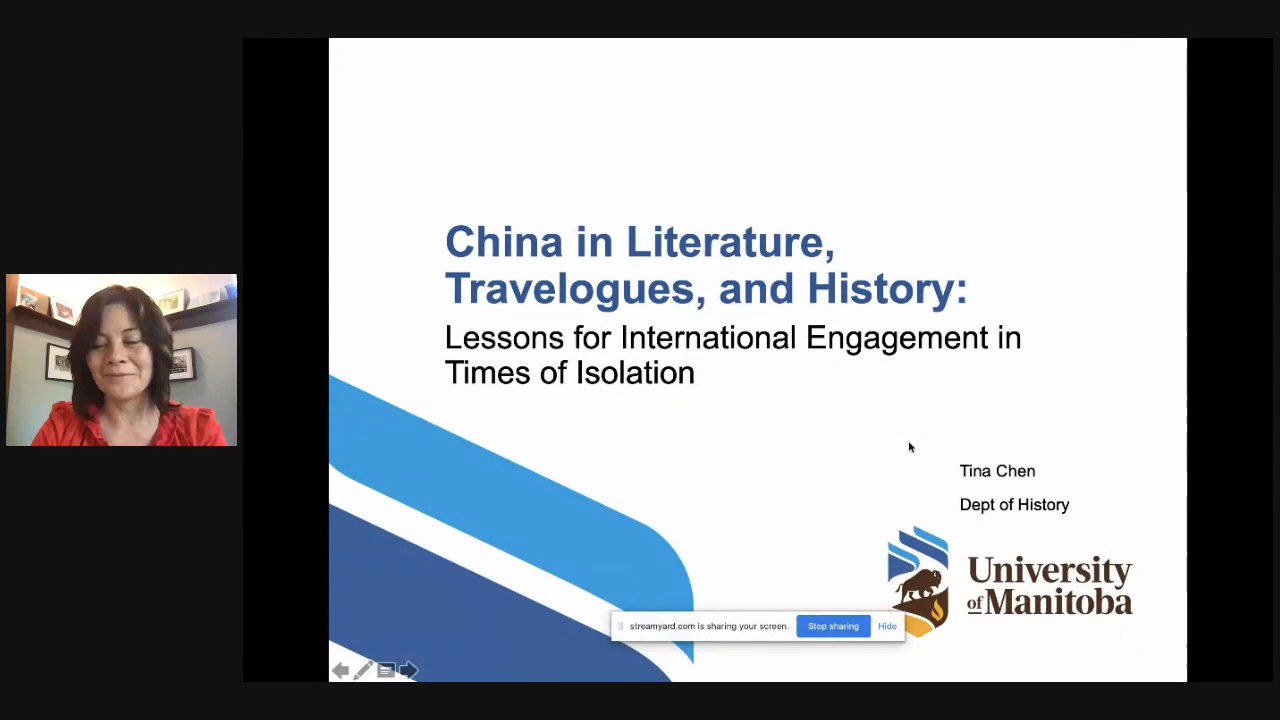 China in Literature,
Travelogues, and History:
Lessons for International Engagement in
Times of Isolation
Tina Chen
Dept of History
University
of Manitoba
streamyard.com is sharing your screen. Stop sharing Hide